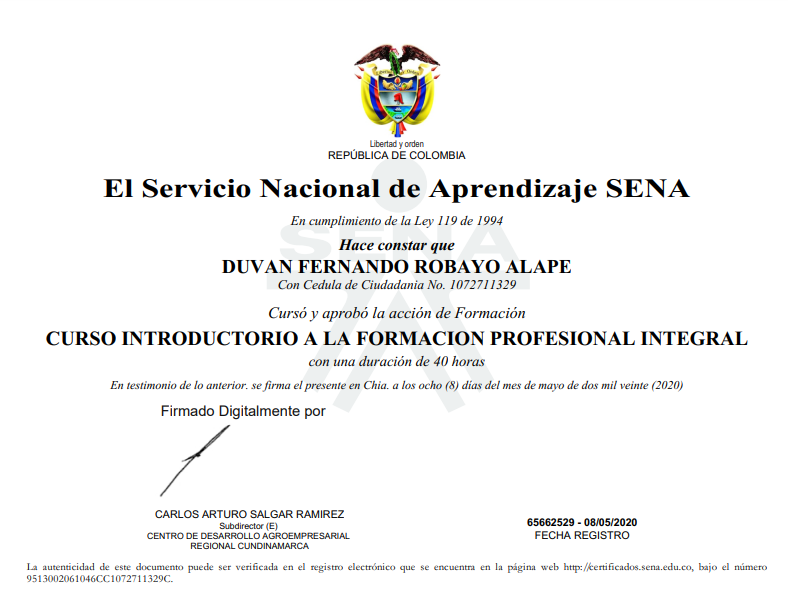 Libertad y orden
REPÚBLICA DE COLOMBIA
El Servicio Nacional de Aprendizaje SENA
En cumplimiento de la Ley 119 de 1994
SENA
Hace constar que
DUVAN FERNANDO ROBAYO ALAPE
Con Cedula de Ciudadania No. 1072711329
Cursó y aprobó la acción de Formación
CURSO INTRODUCTORIO A LA FORMACION PROFESIONAL INTEGRAL
con una duración de 40 horas
En testimonio de lo anterior. se firma el presente en Chia. a los ocho (8) días del mes de mayo de dos mil veinte (2020)
Firmado Digitalmente por
CARLOS ARTURO SALGAR RAMIREZ
Subdirector (E)
CENTRO DE DESARROLLO AGROEMPRESARIAL
REGIONAL CUNDINAMARCA
65662529 - 08/05/2020
FECHA REGISTRO
La autenticidad de este documento puede ser verificada en el registro electrónico que se encuentra en la página web http://certificados.sena.edu.co, bajo el número
9513002061046CC1072711329C.